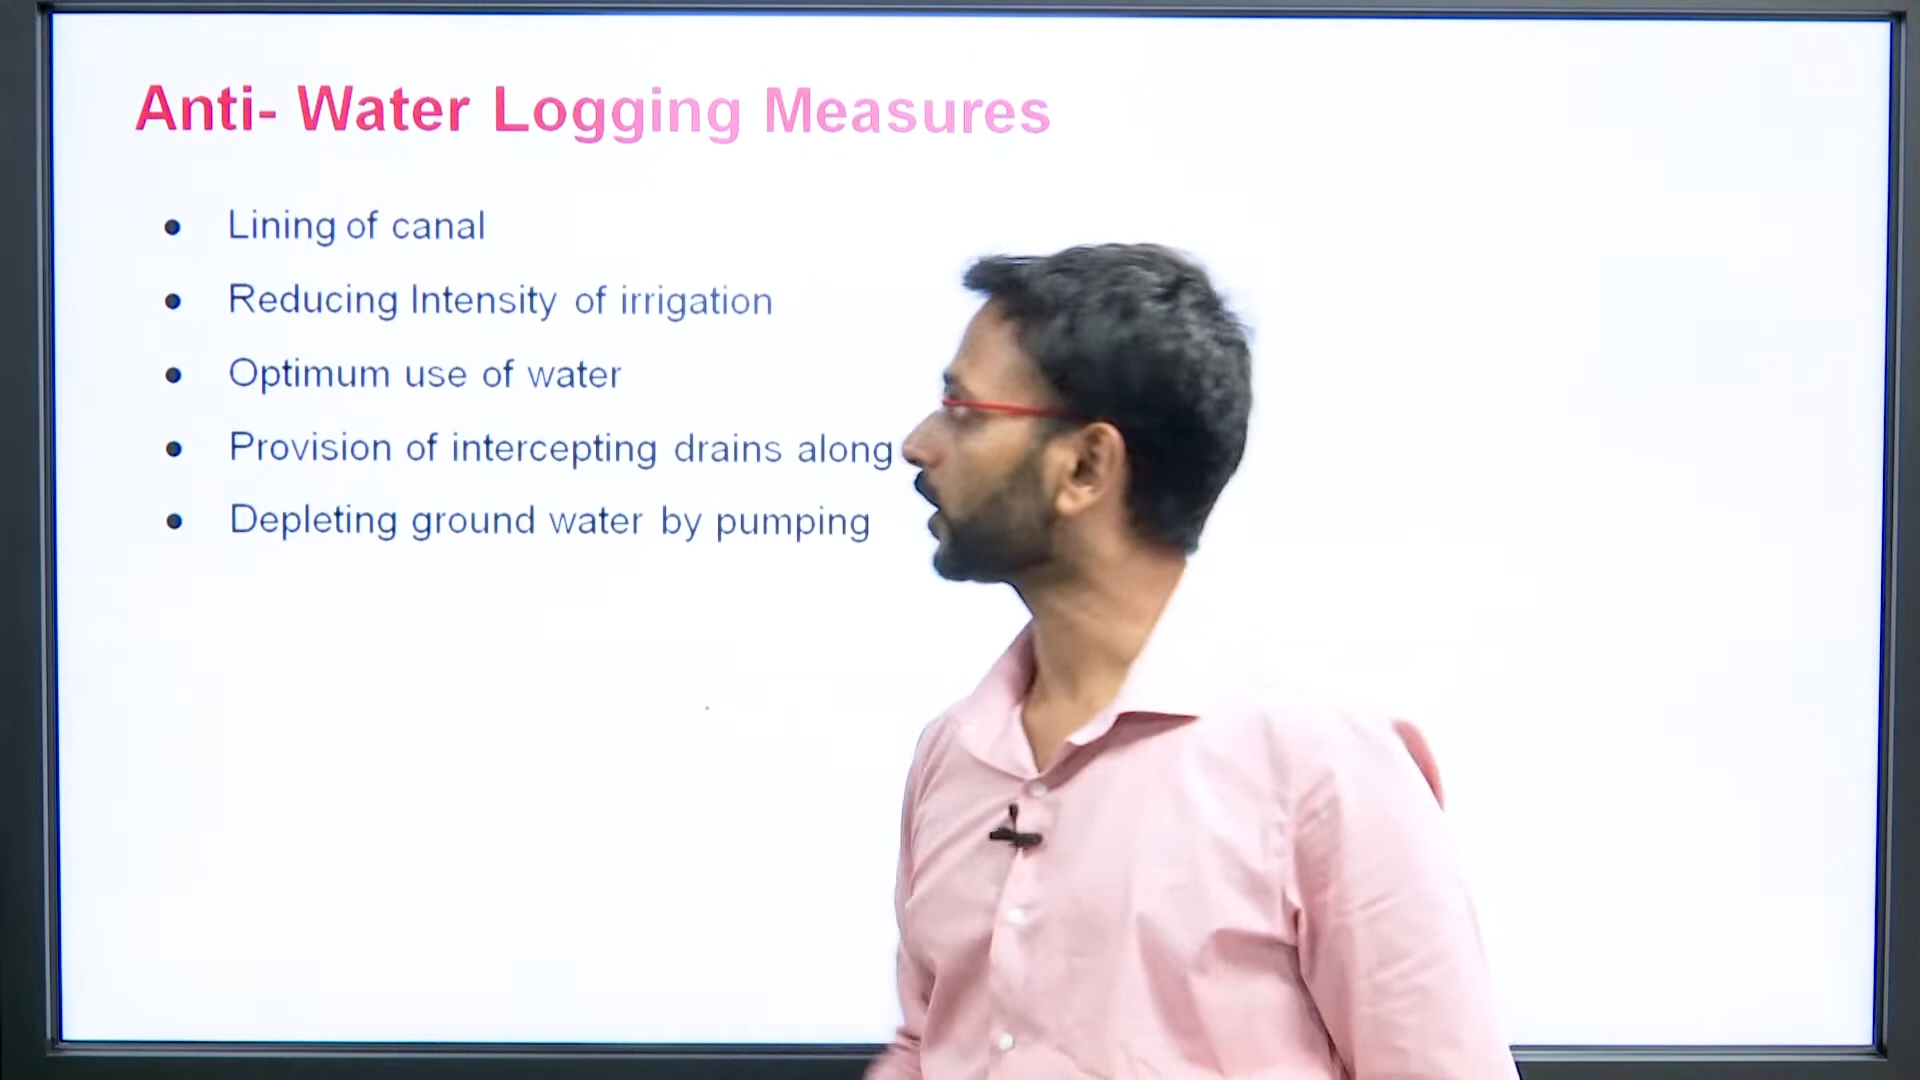 Anti- Water Logging Measures
● Lining of canal
● Reducing Intensity of irrigation
● Optimum use of water
● Provision of intercepting drains along
● Depleting ground water by pumping